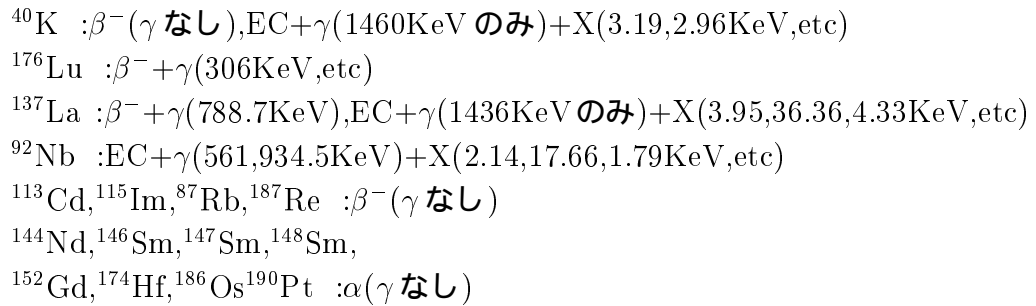 ⁴⁰K :β⁻(γ なし),EC+γ(1460KeV のみ)+X(3.19,2.96KeV,etc)
¹⁷⁶Lu :β⁻+γ(306KeV,etc)
¹³⁷La :β⁻+γ(788.7KeV),EC+γ(1436KeV のみ)+X(3.95,36.36,4.33KeV,etc)
⁹²Nb :EC+γ(561,934.5KeV)+X(2.14,17.66,1.79KeV,etc)
¹¹³Cd,¹¹⁵Im,⁸⁷Rb,¹⁸⁷Re :β⁻(γ なし)
¹⁴⁴Nd,¹⁴⁶Sm,¹⁴⁷Sm,¹⁴⁸Sm,
¹⁵²Gd,¹⁷⁴Hf,¹⁸⁶Os¹⁹⁰Pt :α(γ なし)